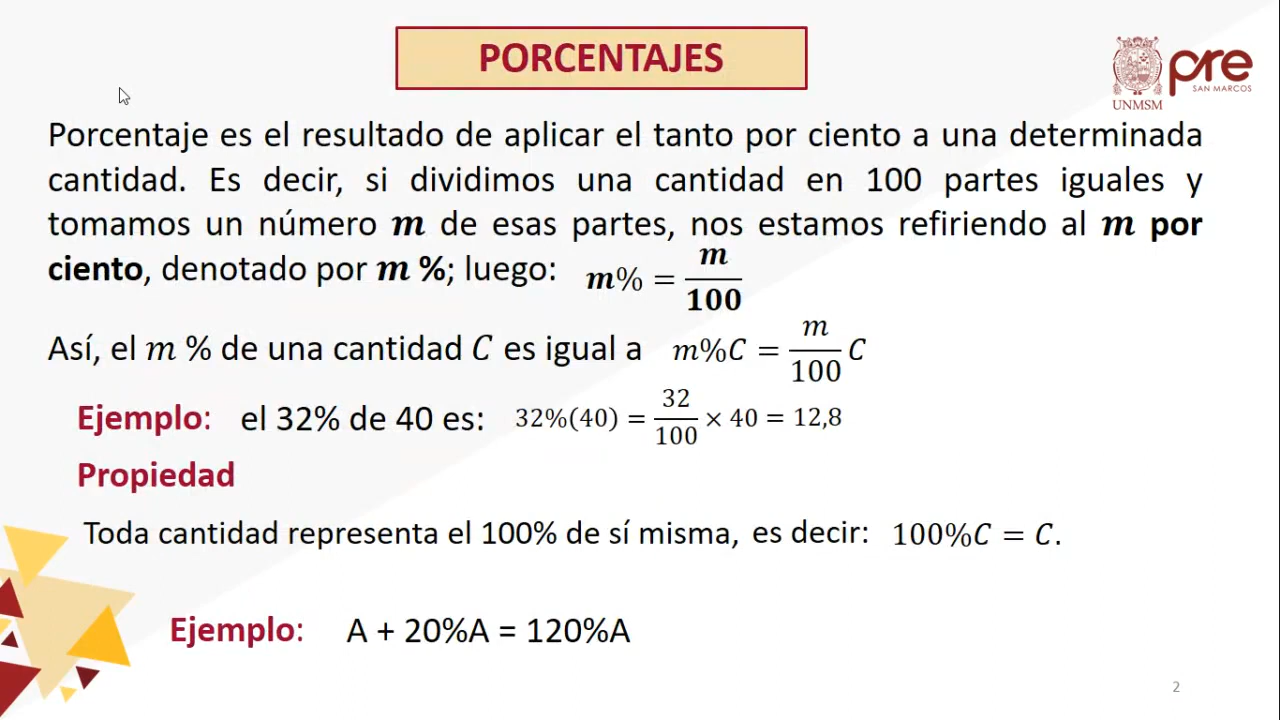 PORCENTAJES
UNMSM
pre
SAN MARCOS
Porcentaje es el resultado de aplicar el tanto por ciento a una determinada
cantidad. Es decir, si dividimos una cantidad en 100 partes iguales y
tomamos un número m de esas partes, nos estamos refiriendo al m por
ciento, denotado por m %; luego: m% = m/100
Así, el m % de una cantidad C es igual a m%C = m/100 C
Ejemplo: el 32% de 40 es: 32%(40) = 32/100 × 40 = 12,8
Propiedad
Toda cantidad representa el 100% de sí misma, es decir: 100%C = C.
Ejemplo: A + 20%A = 120%A
2